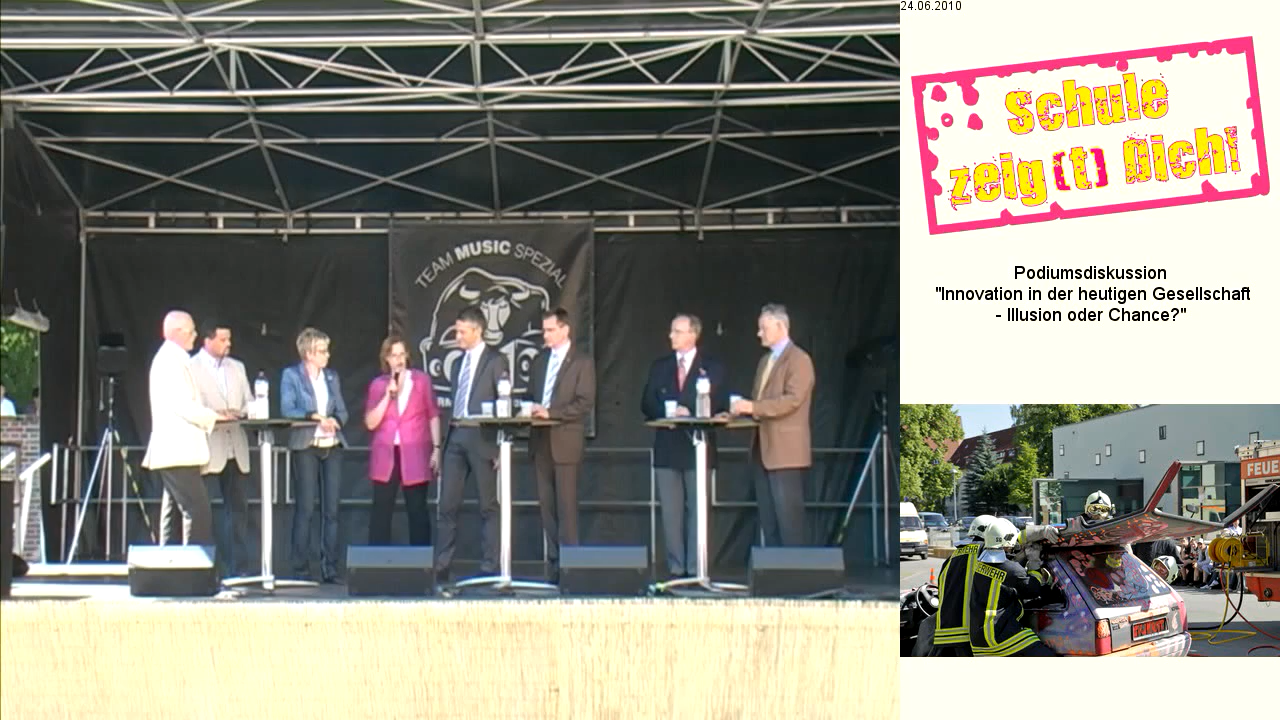 24.06.2010
schule
zeig(t) Dich!
Podiumsdiskussion
"Innovation in der heutigen Gesellschaft
- Illusion oder Chance?"
TEAM MUSIC SPEZIAL
FEUE